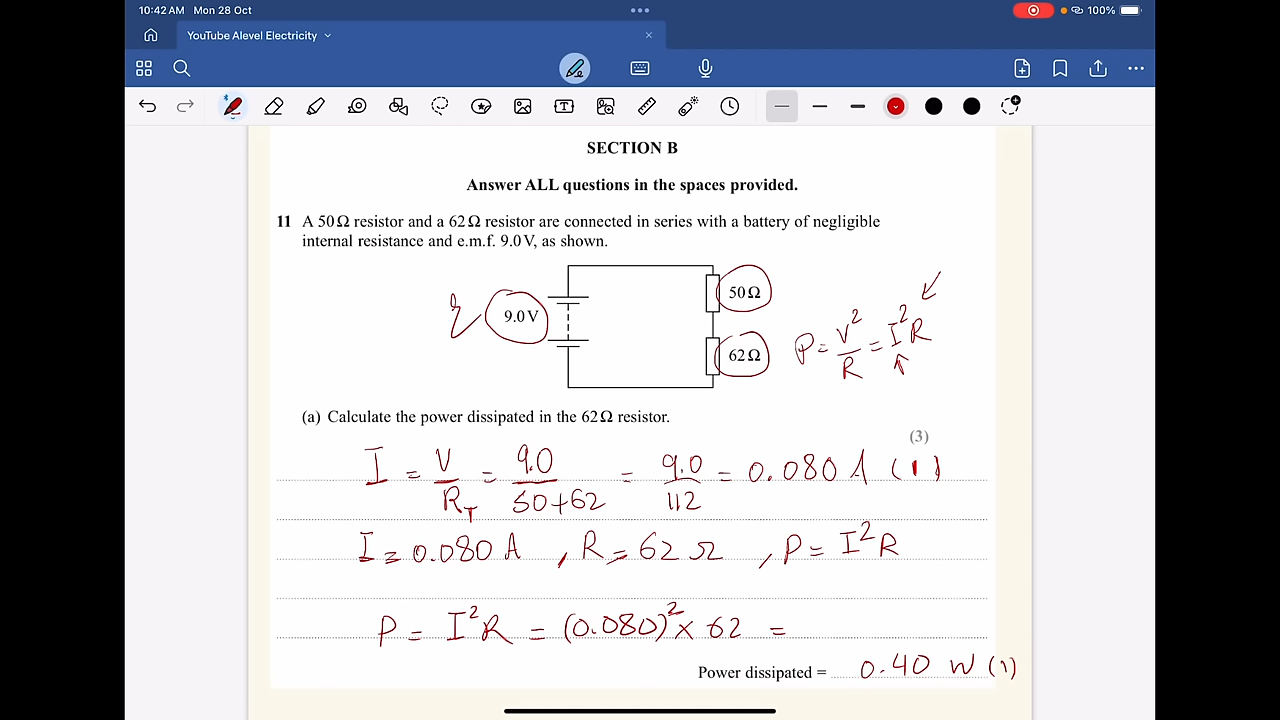 10:42 AM Mon 28 Oct
100%
YouTube Alevel Electricity
SECTION B
Answer ALL questions in the spaces provided.
11 A 50 Ω resistor and a 62 Ω resistor are connected in series with a battery of negligible
internal resistance and e.m.f. 9.0 V, as shown.
9.0 V
50 Ω
62 Ω
P = V²/R = I²R
(a) Calculate the power dissipated in the 62 Ω resistor.
(3)
I = V/R_T = 9.0/50+62 = 9.0/112 = 0.080 A (1)
I = 0.080 A , R = 62 Ω , P = I²R
P = I²R = (0.080)² × 62 =
Power dissipated = 0.40 W (1)